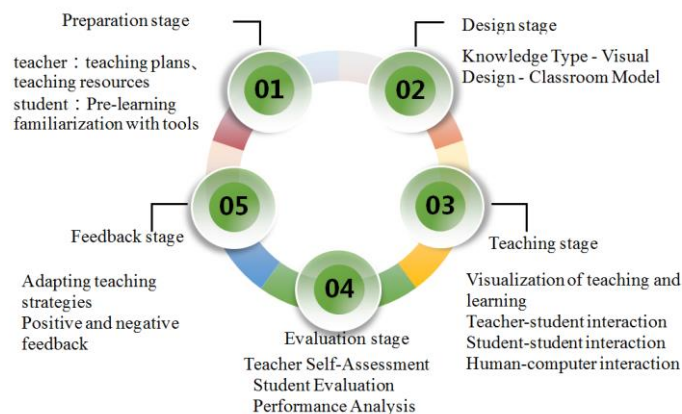 Preparation stage
teacher：teaching plans、
teaching resources
student：Pre-learning
familiarization with tools
01
Design stage
Knowledge Type - Visual
Design - Classroom Model
02
03
Teaching stage
Visualization of teaching and
learning
Teacher-student interaction
Student-student interaction
Human-computer interaction
04
Evaluation stage
Teacher Self-Assessment
Student Evaluation
Performance Analysis
05
Feedback stage
Adapting teaching
strategies
Positive and negative
feedback